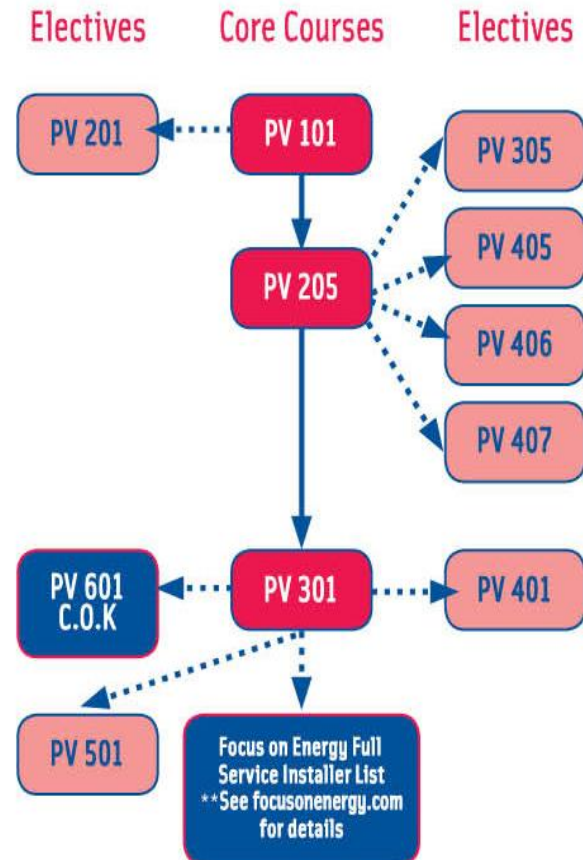 Electives
Core Courses
Electives
PV 201
PV 101
PV 305
PV 205
PV 405
PV 406
PV 407
PV 601
C.O.K
PV 301
PV 401
PV 501
Focus on Energy Full
Service Installer List
**See focusonenergy.com
for details